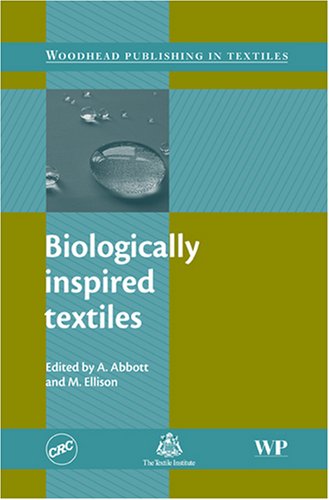 WOODHEAD PUBLISHING IN TEXTILES
Biologically
inspired
textiles
Edited by A. Abbott
and M. Ellison
CRC
The Textile Institute
WP